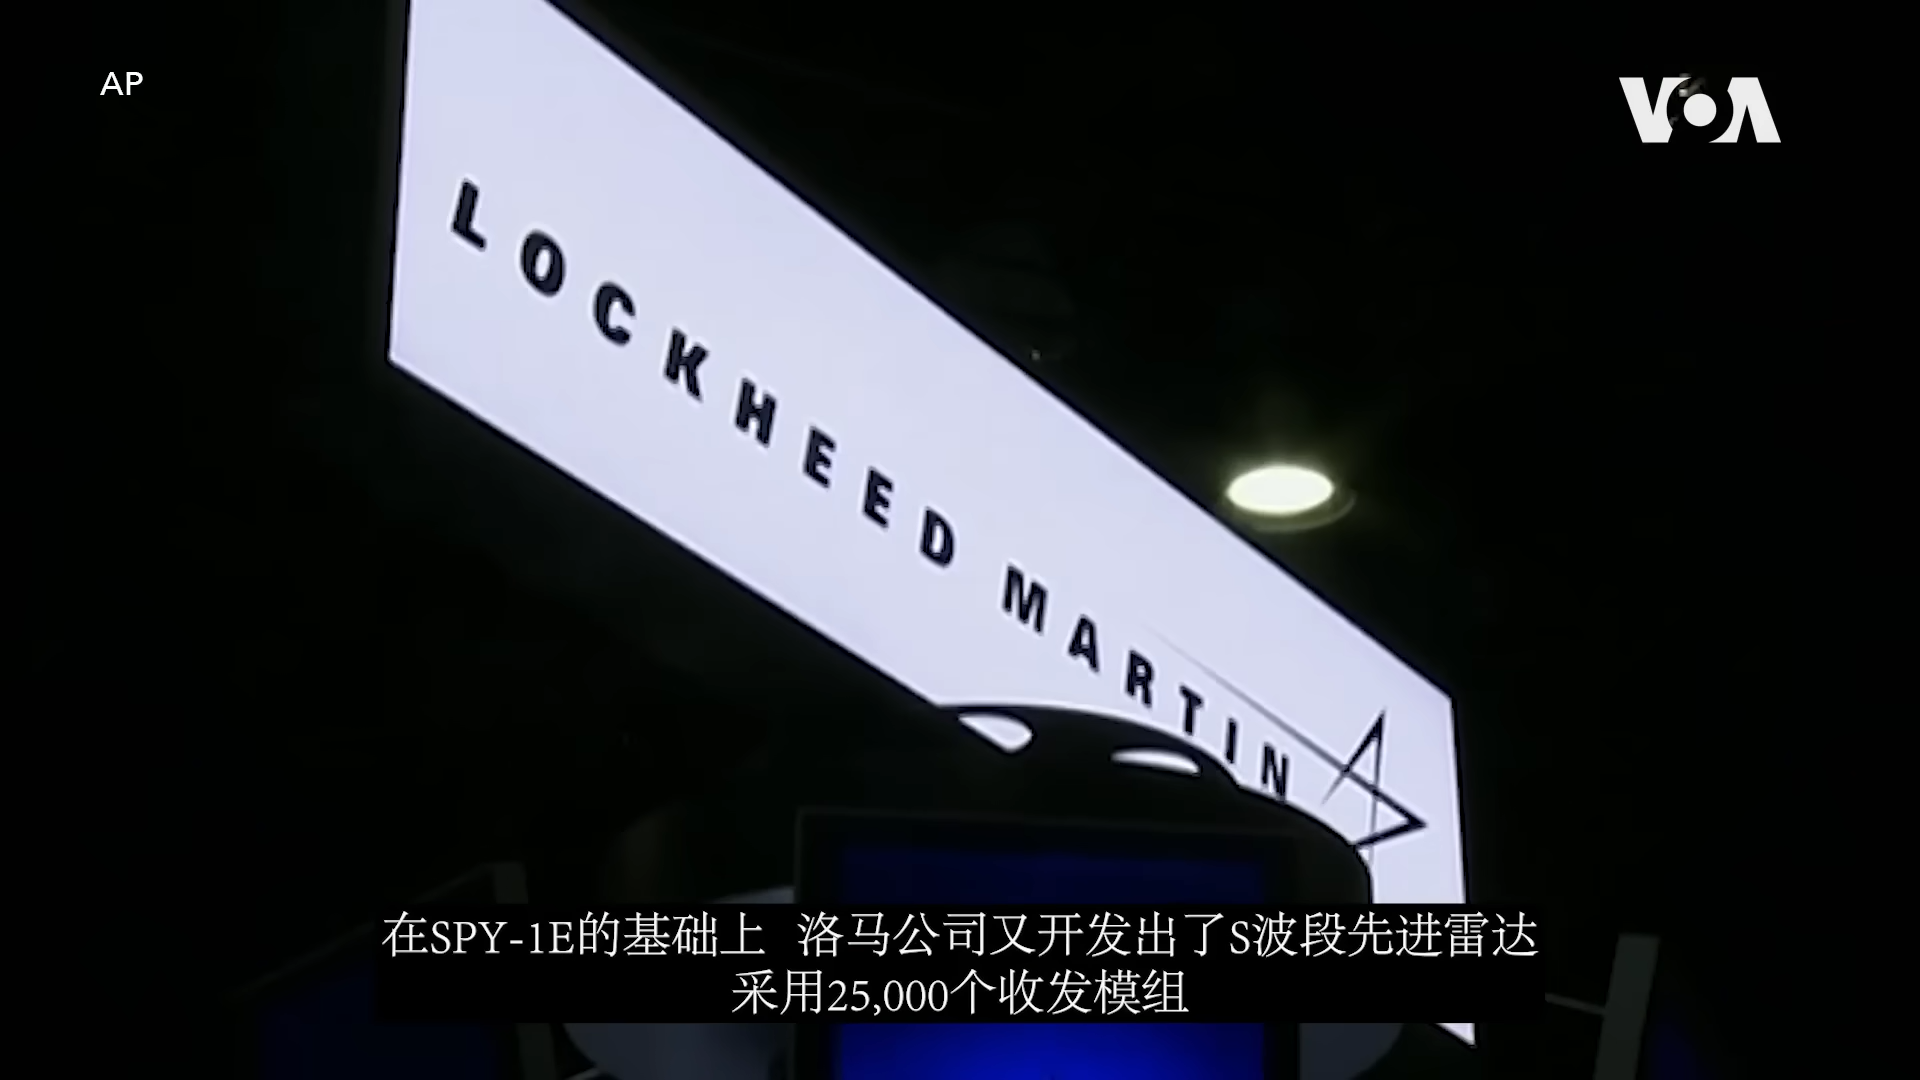 AP
VOA
LOCKHEED MARTIN
在SPY-1E的基础上 洛马公司又开发出了S波段先进雷达
采用25,000个收发模组